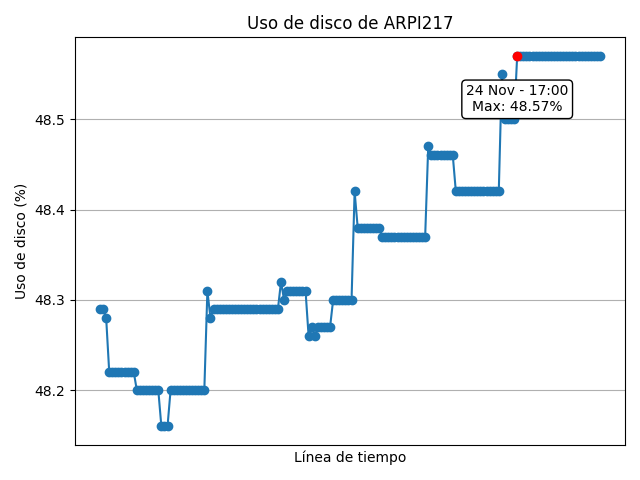 Uso de disco de ARPI217
24 Nov - 17:00
Max: 48.57%
48.5
48.4
48.3
48.2
Uso de disco (%)
Línea de tiempo